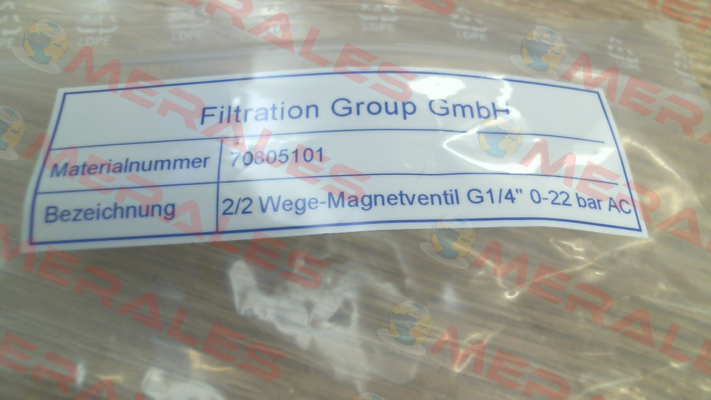 LDPE
LDPE
Filtration Group GmbH
Materialnummer 70805101
Bezeichnung 2/2 Wege-Magnetventil G1/4" 0-22 bar AC
MERALES
MERALES
MERALES
MERALES
MERALES
MERALES